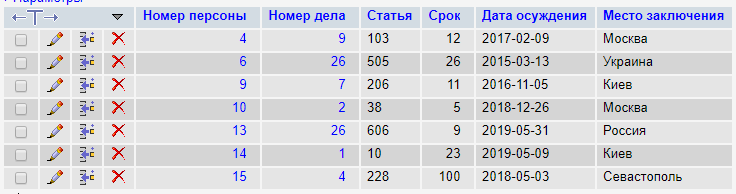 Параметры
Номер персоны Номер дела Статья Срок Дата осуждения Место заключения
4 9 103 12 2017-02-09 Москва
6 26 505 26 2015-03-13 Украина
9 7 206 11 2016-11-05 Киев
10 2 38 5 2018-12-26 Москва
13 26 606 9 2019-05-31 Россия
14 1 10 23 2019-05-09 Киев
15 4 228 100 2018-05-03 Севастополь